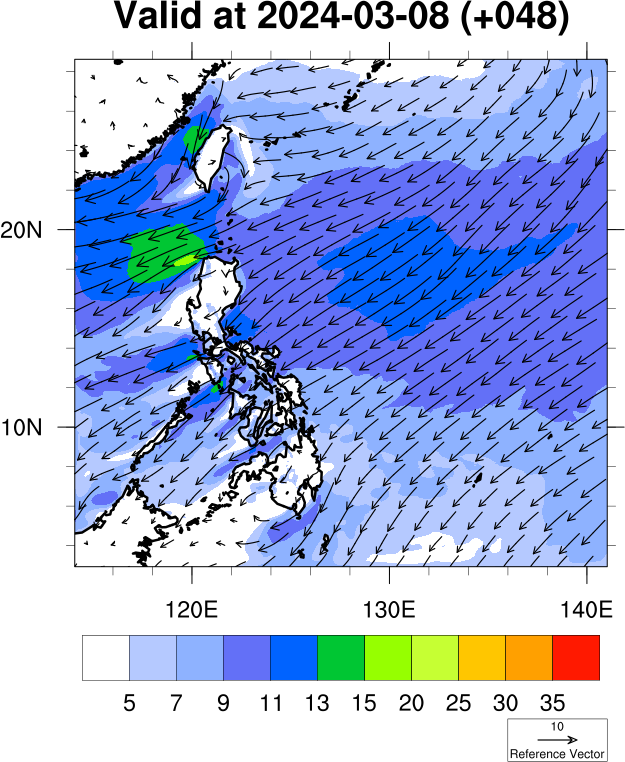 Valid at 2024-03-08 (+048)
20N
10N
120E 130E 140E
5 7 9 11 13 15 20 25 30 35
10
Reference Vector